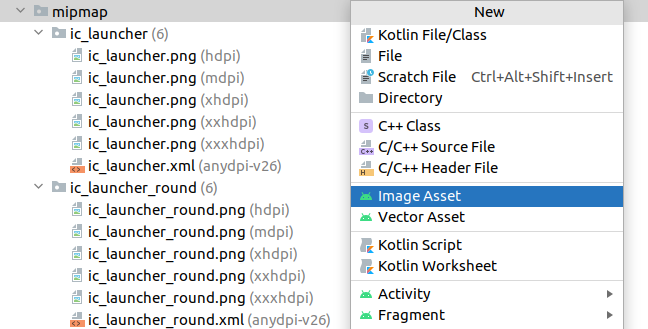 mipmap
ic_launcher (6)
ic_launcher.png (hdpi)
ic_launcher.png (mdpi)
ic_launcher.png (xhdpi)
ic_launcher.png (xxhdpi)
ic_launcher.png (xxxhdpi)
ic_launcher.xml (anydpi-v26)
ic_launcher_round (6)
ic_launcher_round.png (hdpi)
ic_launcher_round.png (mdpi)
ic_launcher_round.png (xhdpi)
ic_launcher_round.png (xxhdpi)
ic_launcher_round.png (xxxhdpi)
ic_launcher_round.xml (anydpi-v26)
New
Kotlin File/Class
File
Scratch File Ctrl+Alt+Shift+Insert
Directory
S C++ Class
C++ C/C++ Source File
H C/C++ Header File
Image Asset
Vector Asset
Kotlin Script
Kotlin Worksheet
Activity
Fragment